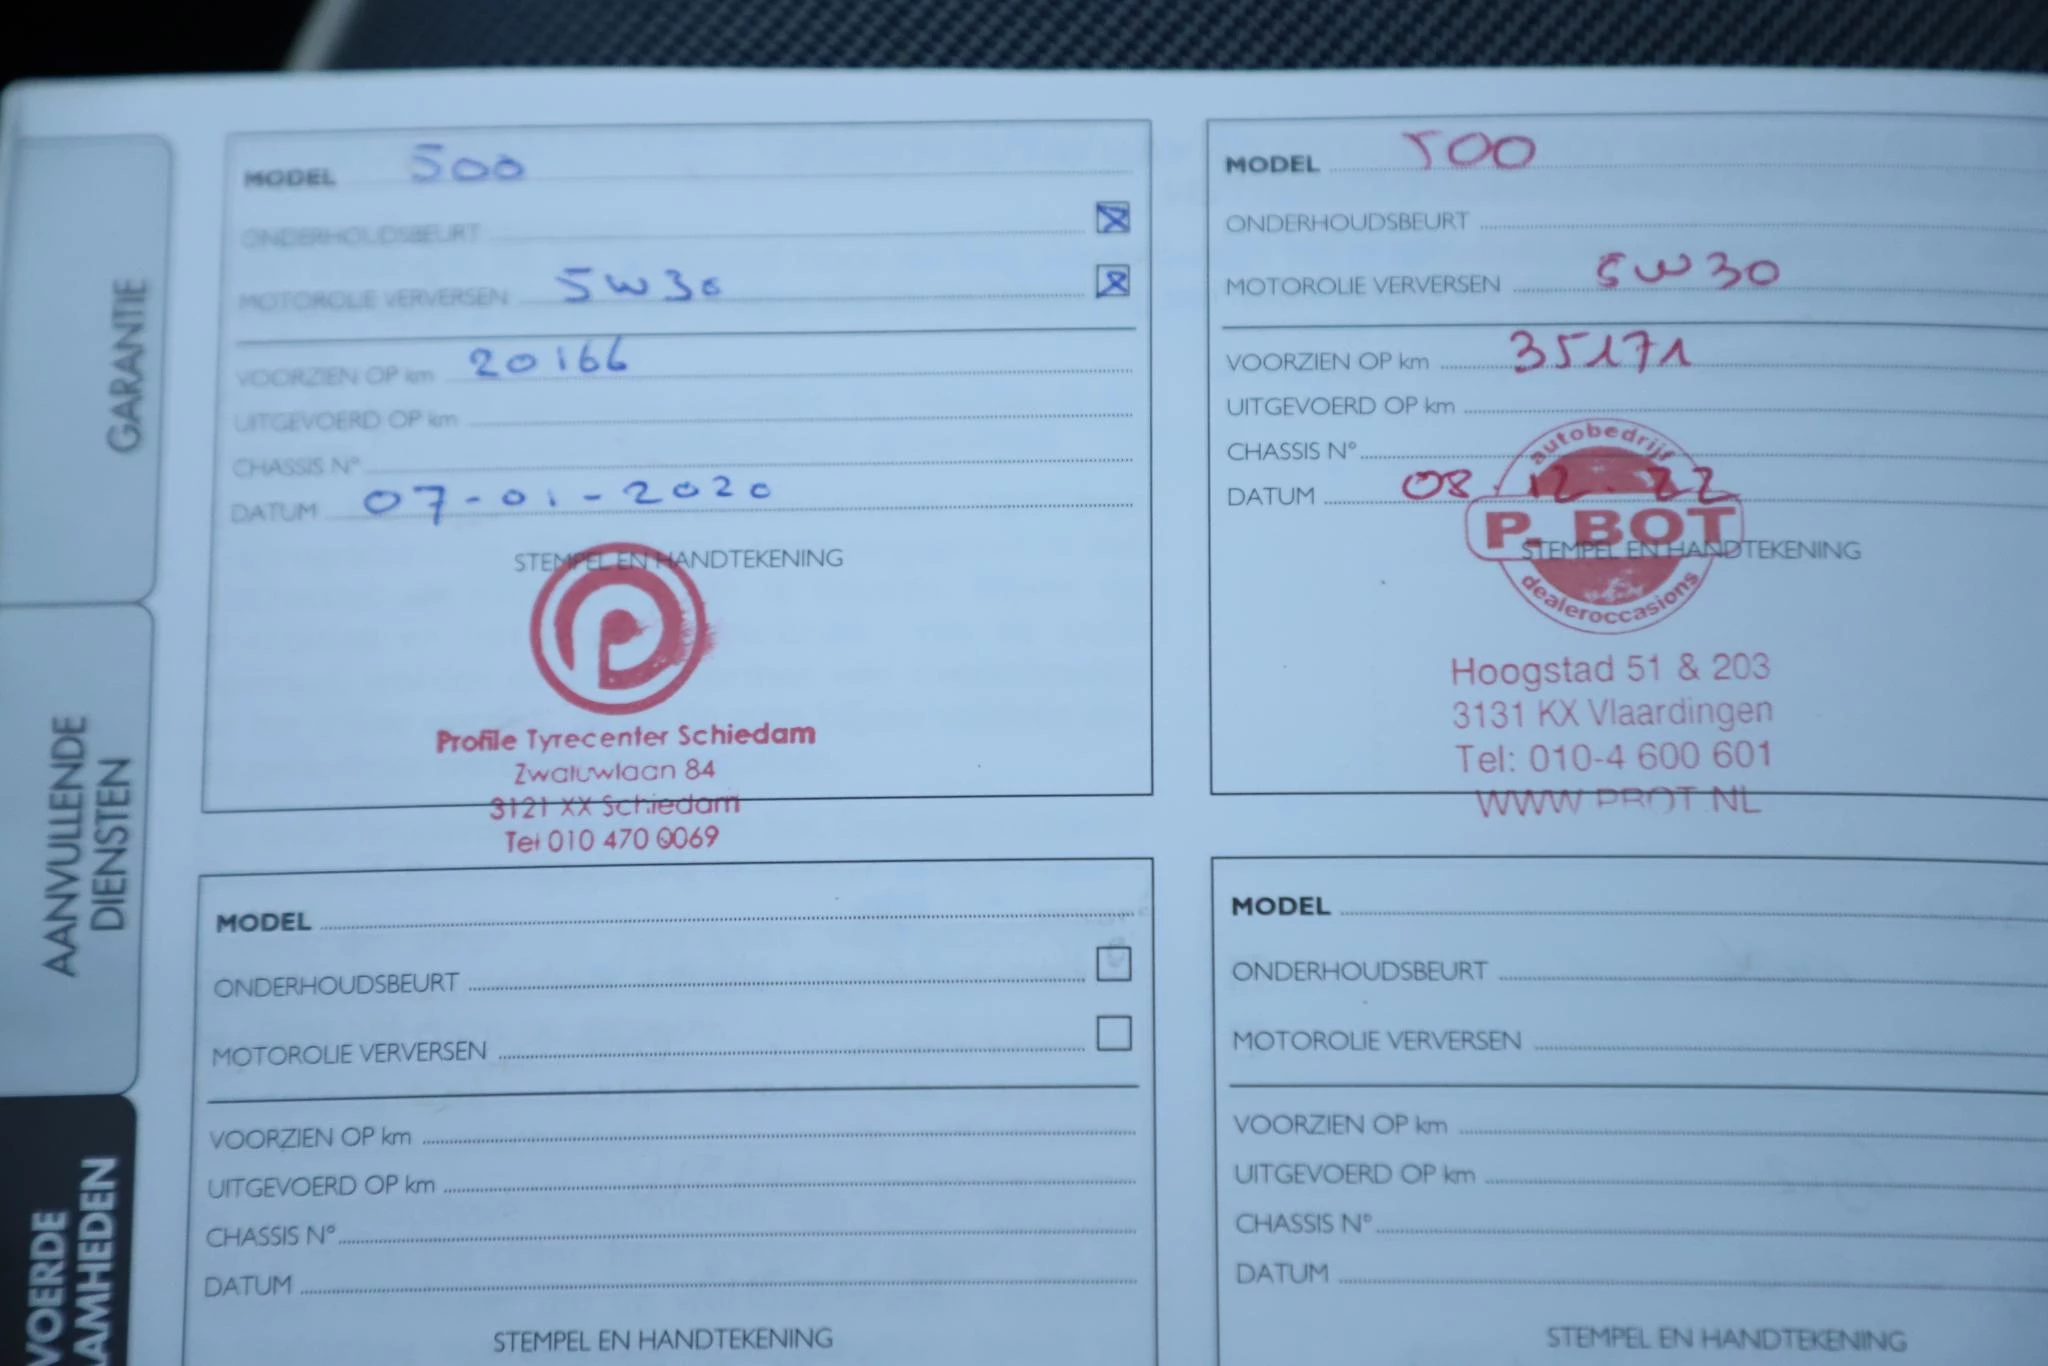 GARANTIE
AANVULLENDE
DIENSTEN
VOERDE
AAMHEDEN
MODEL 500
ONDERHOUDSBEURT
MOTOROLIE VERVERSEN 5W30
VOORZIEN OP km 20166
UITGEVOERD OP km
CHASSIS N°
DATUM 07-01-2020
STEMPEL EN HANDTEKENING
Profile Tyrecenter Schiedam
Zwaluwlaan 84
3121 XX Schiedam
Tel 010 470 0069
MODEL 500
ONDERHOUDSBEURT
MOTOROLIE VERVERSEN 5W30
VOORZIEN OP km 35171
UITGEVOERD OP km
CHASSIS N°
DATUM 08.12.22
STEMPEL EN HANDTEKENING
autobedrijf
P. BOT
dealeroccasions
Hoogstad 51 & 203
3131 KX Vlaardingen
Tel: 010-4 600 601
WWW.PBOT.NL
MODEL
ONDERHOUDSBEURT
MOTOROLIE VERVERSEN
VOORZIEN OP km
UITGEVOERD OP km
CHASSIS N°
DATUM
STEMPEL EN HANDTEKENING
MODEL
ONDERHOUDSBEURT
MOTOROLIE VERVERSEN
VOORZIEN OP km
UITGEVOERD OP km
CHASSIS N°
DATUM
STEMPEL EN HANDTEKENING